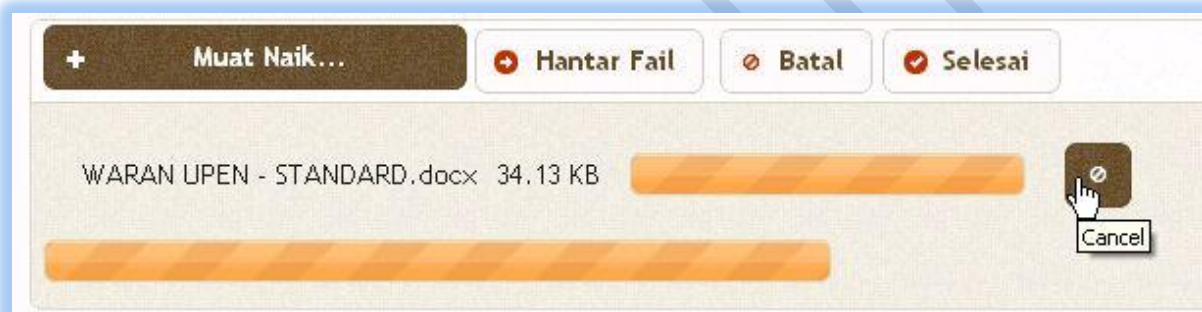 + Muat Naik... Hantar Fail Batal Selesai
WARAN UPEN - STANDARD.docx 34.13 KB
Cancel